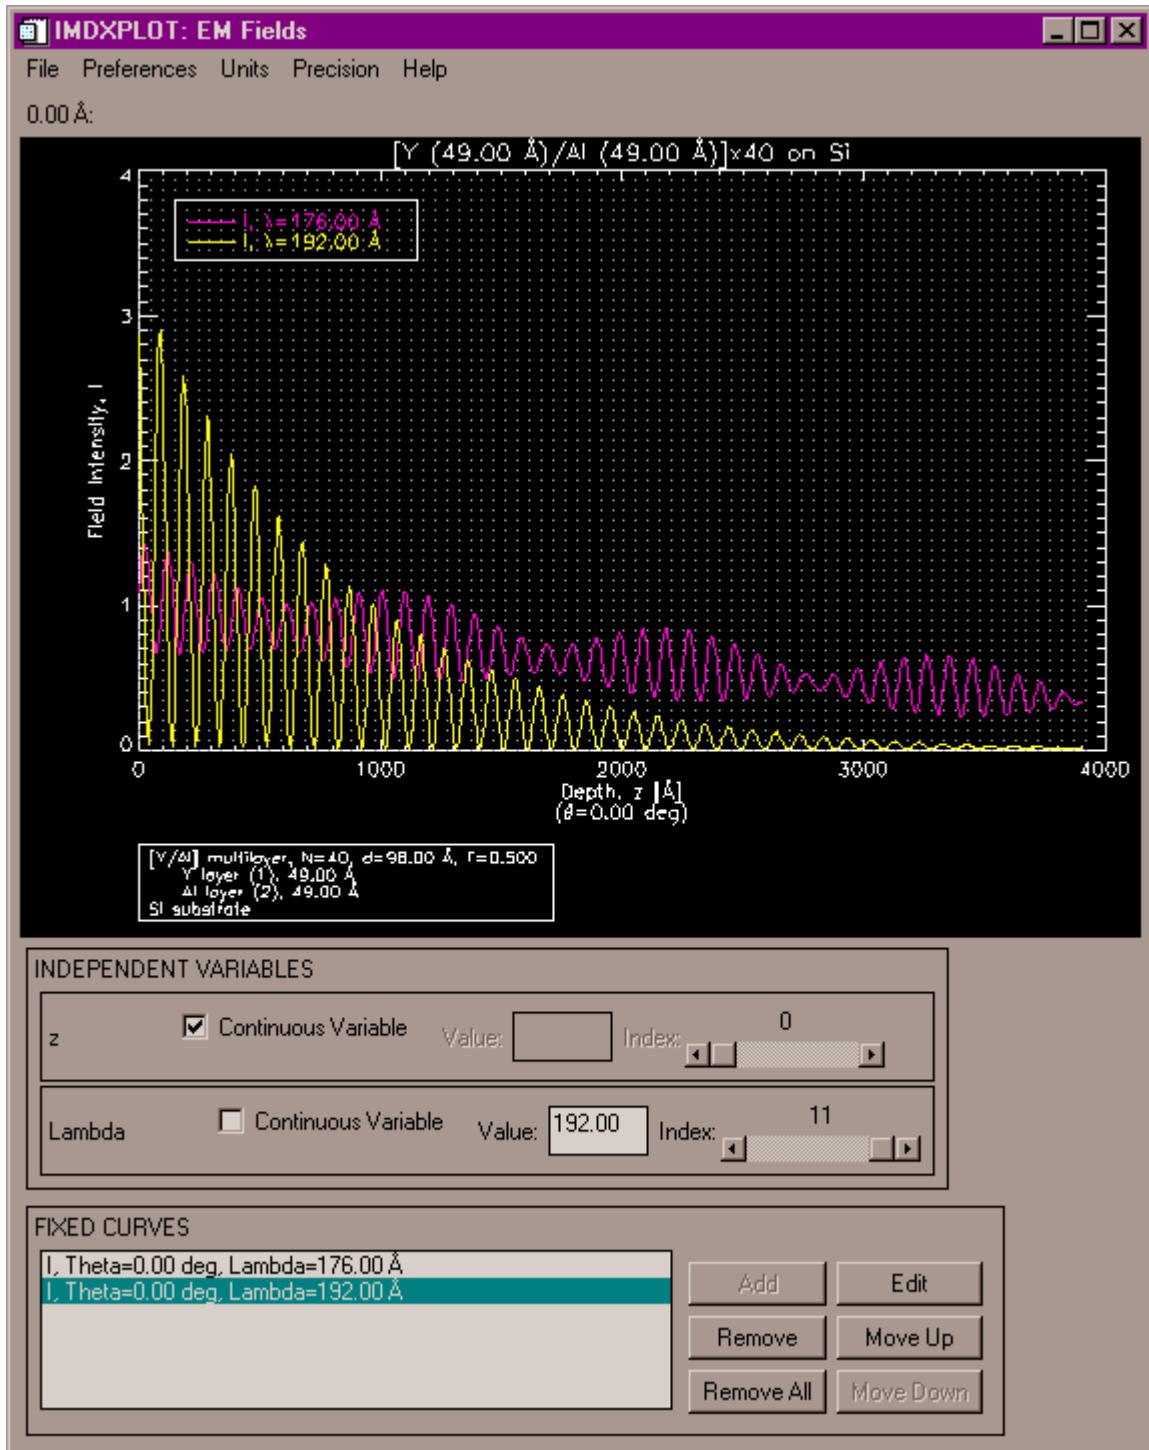 IMDXPLOT: EM Fields
File Preferences Units Precision Help
0.00 Å:
[Y (49.00 Å)/Al (49.00 Å)]x40 on Si
I, λ=176.00 Å
I, λ=192.00 Å
4
3
2
1
0
Field Intensity, I
0 1000 2000 3000 4000
Depth, z [Å]
(θ=0.00 deg)
[Y/Al] multilayer, N=40, d=98.00 Å, Γ=0.500
Y layer (1), 49.00 Å
Al layer (2), 49.00 Å
Si substrate
INDEPENDENT VARIABLES
z Continuous Variable Value: Index: 0
Lambda Continuous Variable Value: 192.00 Index: 11
FIXED CURVES
I, Theta=0.00 deg, Lambda=176.00 Å
I, Theta=0.00 deg, Lambda=192.00 Å
Add Edit
Remove Move Up
Remove All Move Down